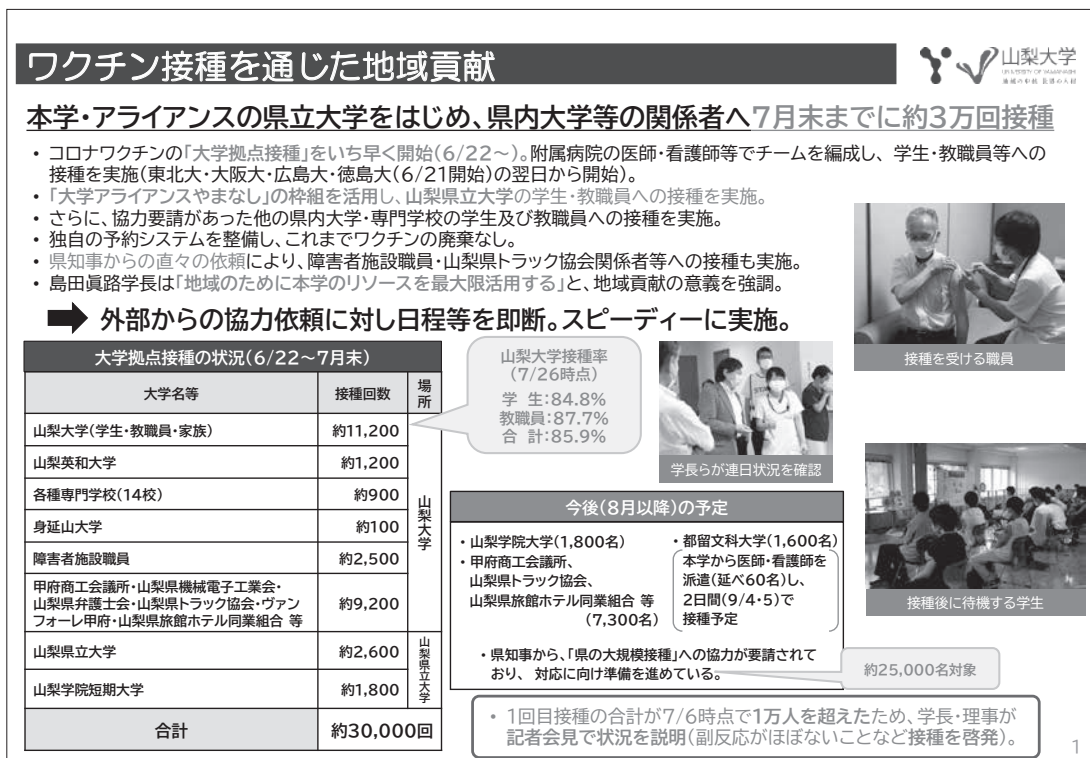 ワクチン接種を通じた地域貢献
山梨大学
UNIVERSITY OF YAMANASHI
地域の中核 世界の人材
本学・アライアンスの県立大学をはじめ、県内大学等の関係者へ7月末までに約3万回接種
・コロナワクチンの「大学拠点接種」をいち早く開始(6/22～)。附属病院の医師・看護師等でチームを編成し、学生・教職員等への
接種を実施(東北大・大阪大・広島大・徳島大(6/21開始)の翌日から開始)。
・「大学アライアンスやまなし」の枠組を活用し、山梨県立大学の学生・教職員への接種を実施。
・さらに、協力要請があった他の県内大学・専門学校の学生及び教職員への接種を実施。
・独自の予約システムを整備し、これまでワクチンの廃棄なし。
・県知事からの直々の依頼により、障害者施設職員・山梨県トラック協会関係者等への接種も実施。
・島田眞路学長は「地域のために本学のリソースを最大限活用する」と、地域貢献の意義を強調。
➡ 外部からの協力依頼に対し日程等を即断。スピーディーに実施。
接種を受ける職員
大学拠点接種の状況(6/22～7月末)
大学名等 接種回数 場所
山梨大学(学生・教職員・家族) 約11,200
山梨英和大学 約1,200
各種専門学校(14校) 約900
身延山大学 約100
障害者施設職員 約2,500
甲府商工会議所・山梨県機械電子工業会・
山梨県弁護士会・山梨県トラック協会・ヴァン
フォーレ甲府・山梨県旅館ホテル同業組合 等
約9,200
山梨大学
山梨県立大学 約2,600
山梨学院短期大学 約1,800
山梨県立大学
合計 約30,000回
山梨大学接種率
(7/26時点)
学 生:84.8%
教職員:87.7%
合 計:85.9%
学長らが連日状況を確認
接種後に待機する学生
今後(8月以降)の予定
・山梨学院大学(1,800名)
・甲府商工会議所、
山梨県トラック協会、
山梨県旅館ホテル同業組合 等
(7,300名)
・都留文科大学(1,600名)
本学から医師・看護師を
派遣(延べ60名)し、
2日間(9/4・5)で
接種予定
・県知事から、「県の大規模接種」への協力が要請されて
おり、対応に向け準備を進めている。
約25,000名対象
・1回目接種の合計が7/6時点で1万人を超えたため、学長・理事が
記者会見で状況を説明(副反応がほぼないことなど接種を啓発)。
1